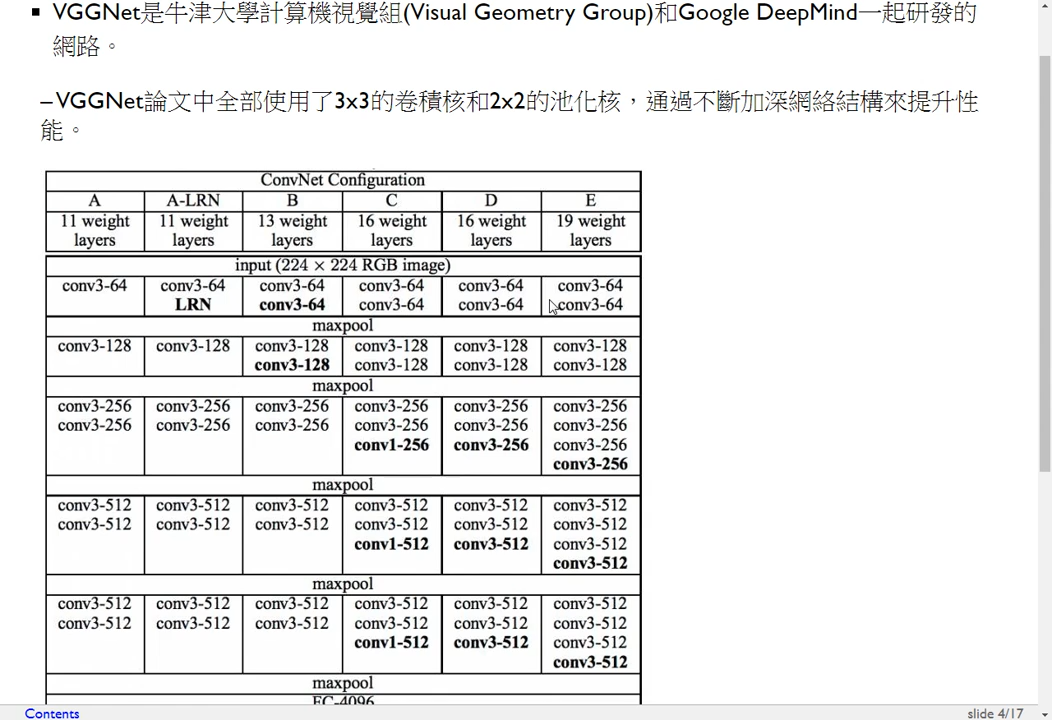 ▪ VGGNet是牛津大學計算機視覺組(Visual Geometry Group)和Google DeepMind一起研發的
網路。
–VGGNet論文中全部使用了3x3的卷積核和2x2的池化核，通過不斷加深網絡結構來提升性
能。
ConvNet Configuration
A A-LRN B C D E
11 weight 11 weight 13 weight 16 weight 16 weight 19 weight
layers layers layers layers layers layers
input (224 × 224 RGB image)
conv3-64 conv3-64 conv3-64 conv3-64 conv3-64 conv3-64
LRN conv3-64 conv3-64 conv3-64 conv3-64
maxpool
conv3-128 conv3-128 conv3-128 conv3-128 conv3-128 conv3-128
conv3-128 conv3-128 conv3-128 conv3-128
maxpool
conv3-256 conv3-256 conv3-256 conv3-256 conv3-256 conv3-256
conv3-256 conv3-256 conv3-256 conv3-256 conv3-256 conv3-256
conv1-256 conv3-256 conv3-256
conv3-256
maxpool
conv3-512 conv3-512 conv3-512 conv3-512 conv3-512 conv3-512
conv3-512 conv3-512 conv3-512 conv3-512 conv3-512 conv3-512
conv1-512 conv3-512 conv3-512
conv3-512
maxpool
conv3-512 conv3-512 conv3-512 conv3-512 conv3-512 conv3-512
conv3-512 conv3-512 conv3-512 conv3-512 conv3-512 conv3-512
conv1-512 conv3-512 conv3-512
conv3-512
maxpool
FC-4096
Contents slide 4/17